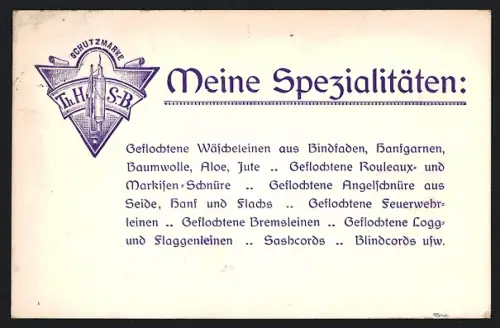 SCHUTZMARKE
Th. H. S.-B.
Meine Spezialitäten:
Geflochtene Wäscheleinen aus Bindfaden, Hanfgarnen,
Baumwolle, Aloe, Jute .. Geflochtene Rouleaux- und
Markisen-Schnüre .. Geflochtene Angelschnüre aus
Seide, Hanf und Flachs .. Geflochtene Feuerwehr-
leinen .. Geflochtene Bremsleinen .. Geflochtene Logg-
und Flaggenleinen .. Sashcords .. Blindcords usw.